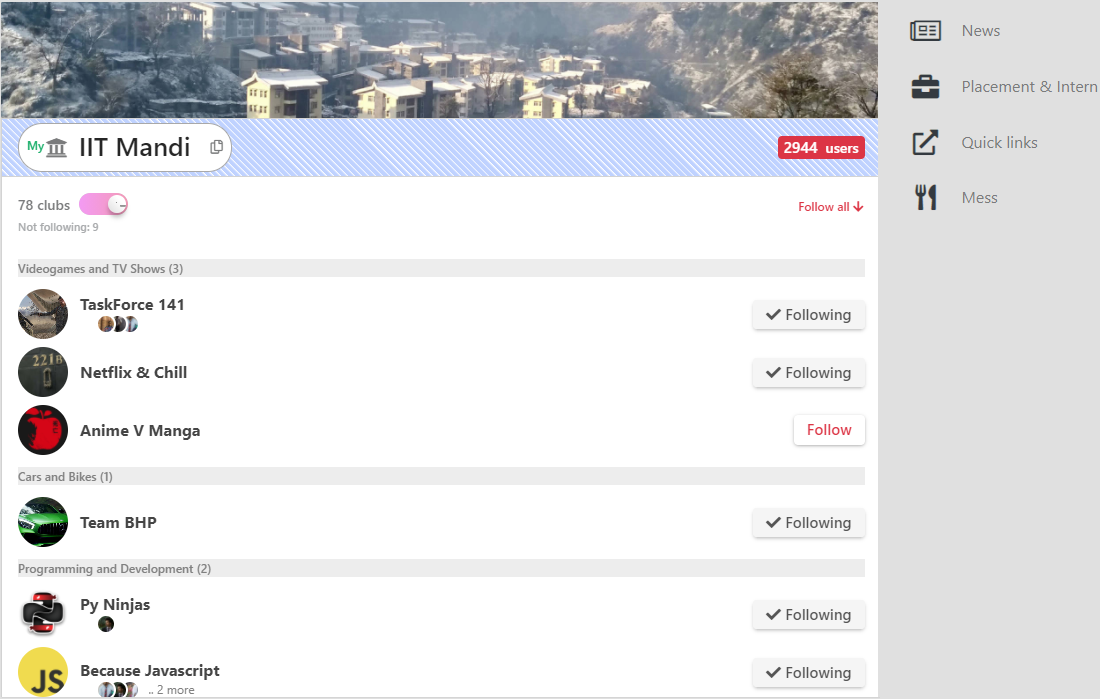 My IIT Mandi
2944 users
News
Placement & Intern
Quick links
Mess
78 clubs
Not following: 9
Follow all
Videogames and TV Shows (3)
TaskForce 141
Following
221B
Netflix & Chill
Following
Anime V Manga
Follow
Cars and Bikes (1)
Team BHP
Following
Programming and Development (2)
Py Ninjas
Following
JS
Because Javascript
.. 2 more
Following